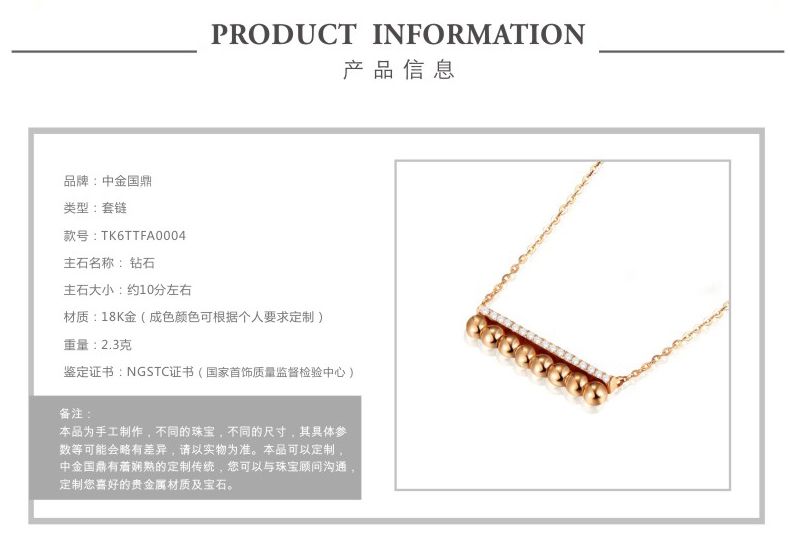 PRODUCT INFORMATION
产品信息
品牌：中金国鼎
类型：套链
款号：TK6TTFA0004
主石名称： 钻石
主石大小：约10分左右
材质：18K金（成色颜色可根据个人要求定制）
重量：2.3克
鉴定证书：NGSTC证书（国家首饰质量监督检验中心）
备注：
本品为手工制作，不同的珠宝，不同的尺寸，其具体参
数等可能会略有差异，请以实物为准。本品可以定制，
中金国鼎有着娴熟的定制传统，您可以与珠宝顾问沟通，
定制您喜好的贵金属材质及宝石。